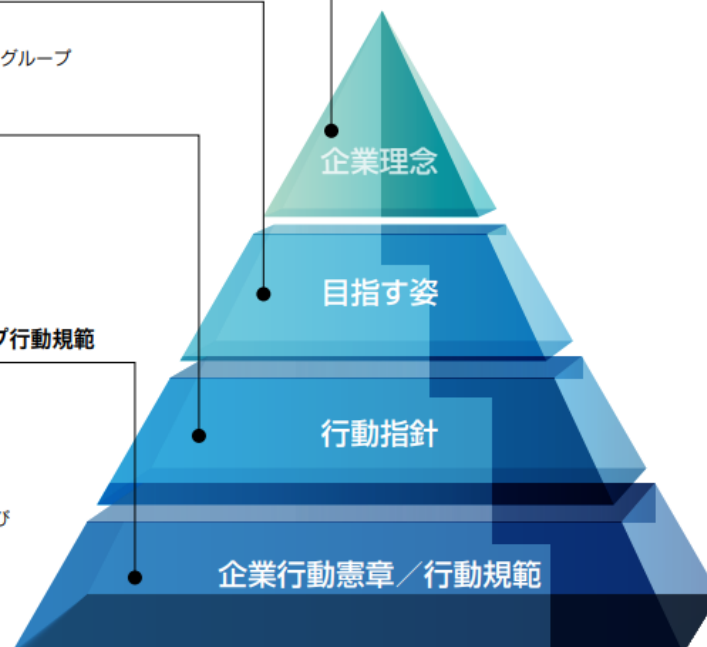 グループ
企業理念
目指す姿
プ行動規範
行動指針
び
企業行動憲章／行動規範